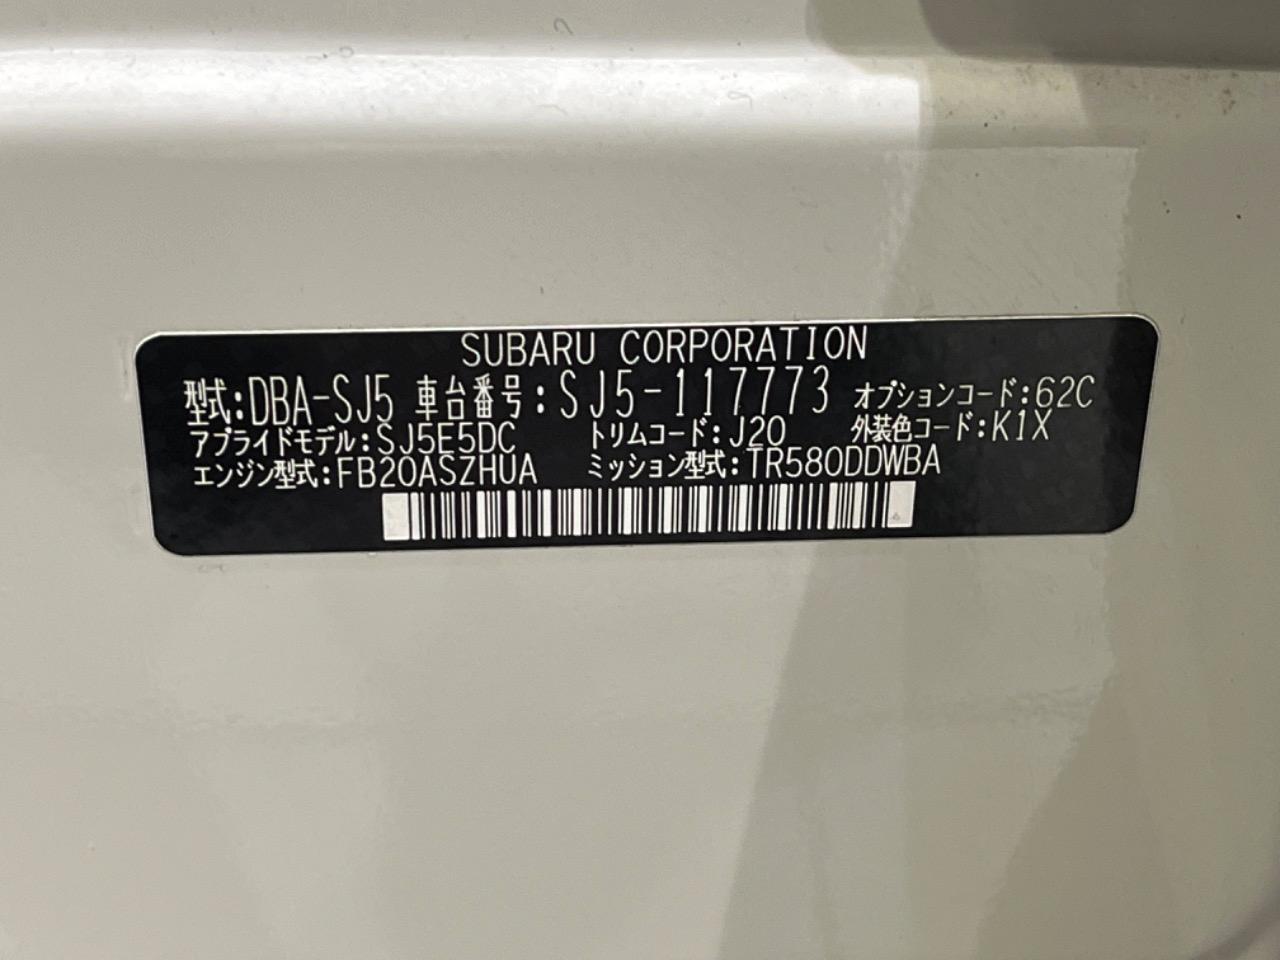 SUBARU CORPORATION
型式:DBA-SJ5 車台番号:SJ5-117773 オプションコード:62C
アプライドモデル:SJ5E5DC トリムコード:J20 外装色コード:K1X
エンジン型式:FB20ASZHUA ミッション型式:TR580DDWBA